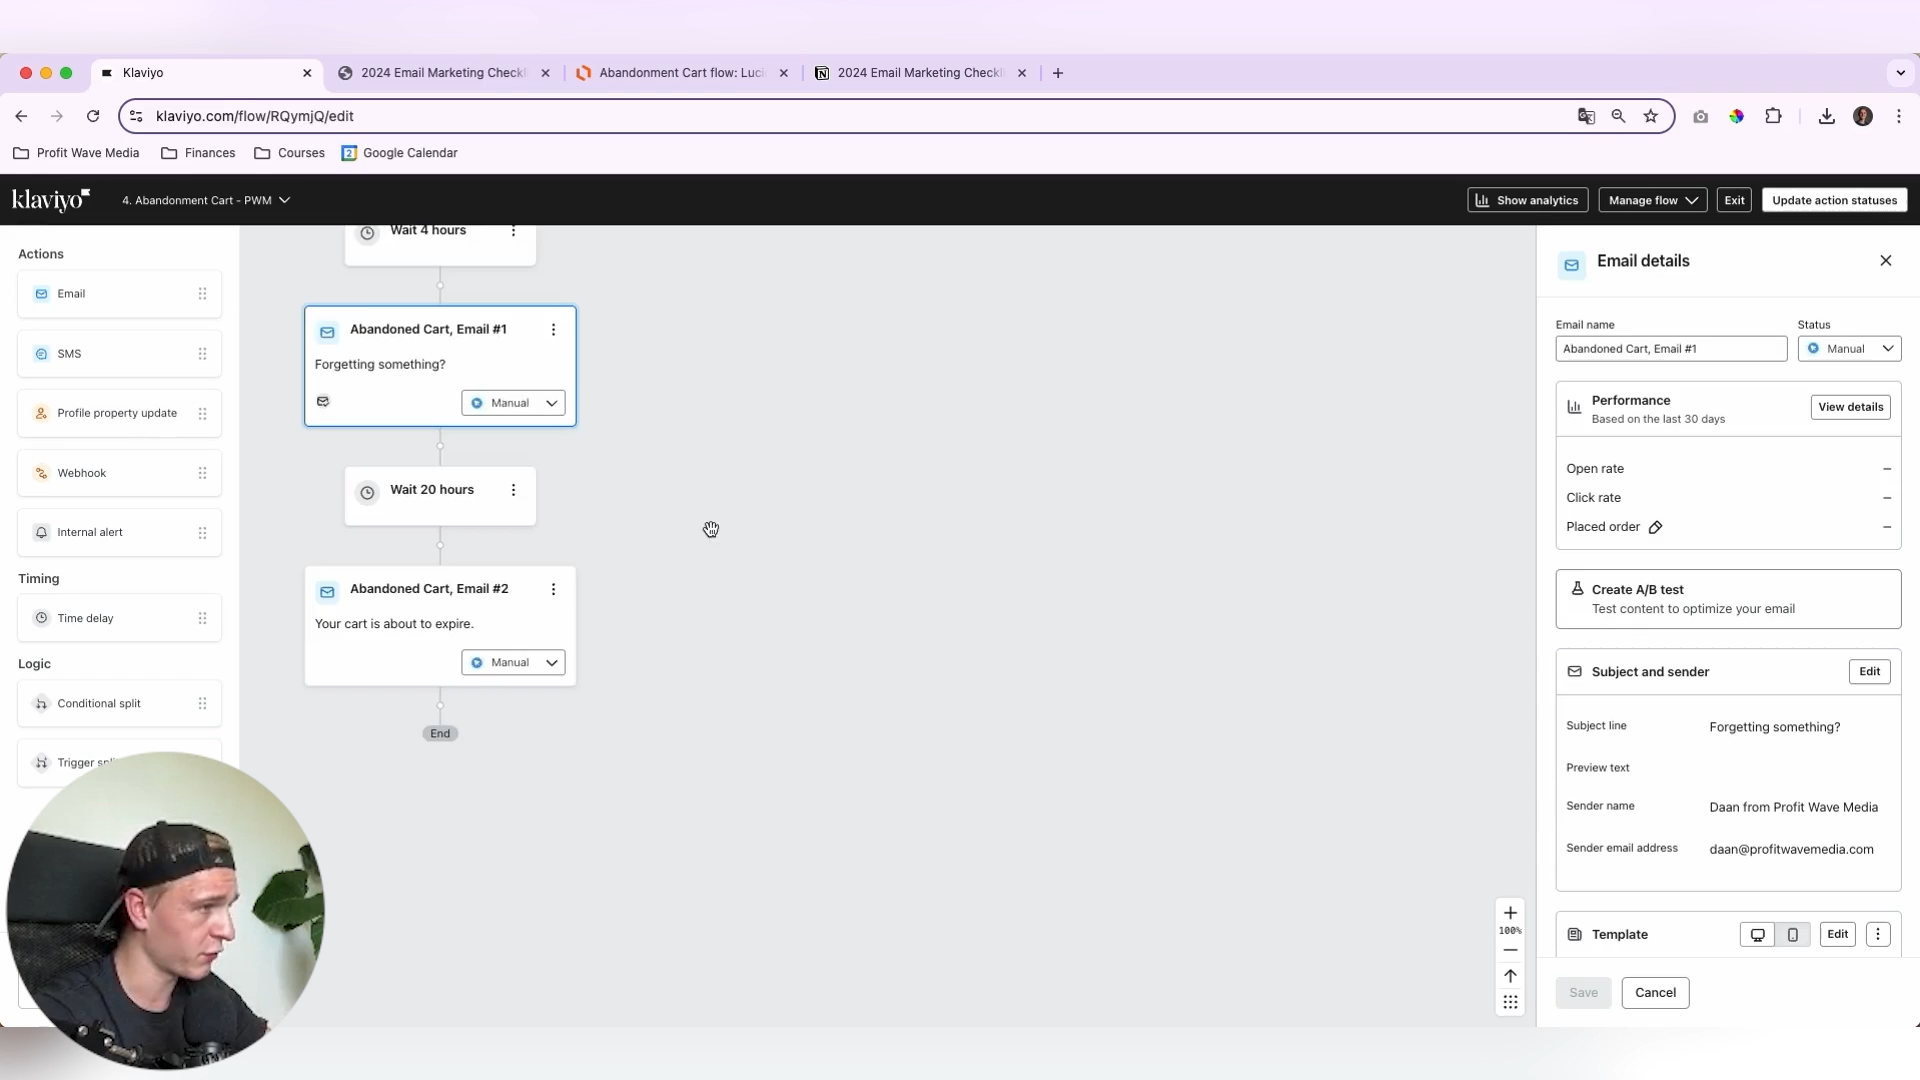 Klaviyo
2024 Email Marketing Checkl
Abandonment Cart flow: Luci
2024 Email Marketing Checkl
klaviyo.com/flow/RQymjQ/edit
Profit Wave Media
Finances
Courses
2
Google Calendar
klaviyo
4. Abandonment Cart - PWM
Show analytics
Manage flow
Exit
Update action statuses
Actions
Email
SMS
Profile property update
Webhook
Internal alert
Timing
Time delay
Logic
Conditional split
Trigger spl
Wait 4 hours
Abandoned Cart, Email #1
Forgetting something?
Manual
Wait 20 hours
Abandoned Cart, Email #2
Your cart is about to expire.
Manual
End
100%
Email details
Email name
Status
Abandoned Cart, Email #1
Manual
Performance
Based on the last 30 days
View details
Open rate –
Click rate –
Placed order –
Create A/B test
Test content to optimize your email
Subject and sender
Edit
Subject line Forgetting something?
Preview text
Sender name Daan from Profit Wave Media
Sender email address daan@profitwavemedia.com
Template
Edit
Save
Cancel